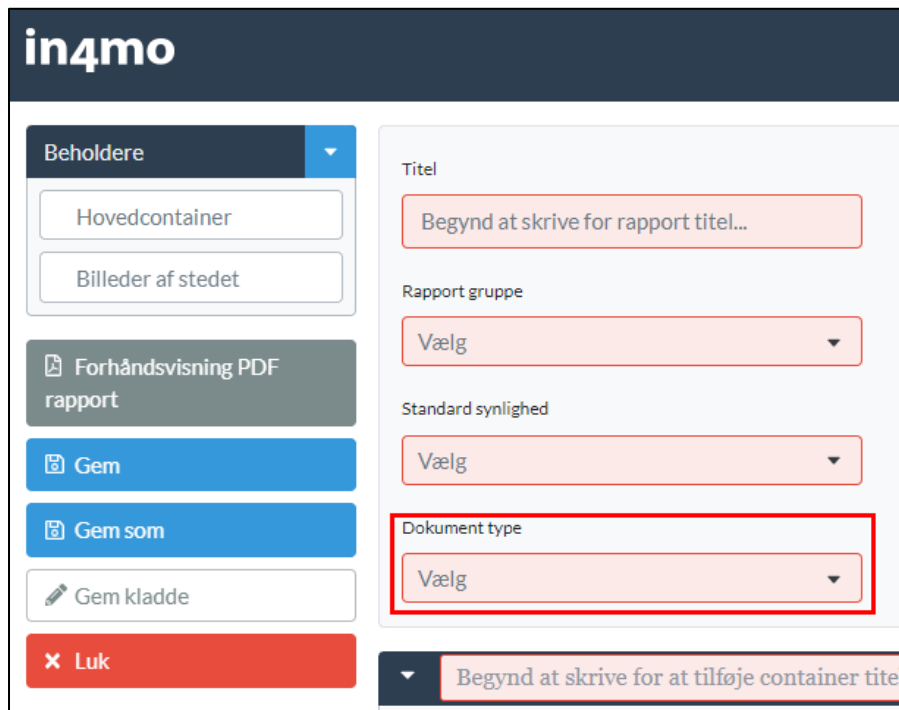 in4mo
Beholdere
Hovedcontainer
Billeder af stedet
Forhåndsvisning PDF
rapport
Gem
Gem som
Gem kladde
Luk
Titel
Begynd at skrive for rapport titel...
Rapport gruppe
Vælg
Standard synlighed
Vælg
Dokument type
Vælg
Begynd at skrive for at tilføje container tite